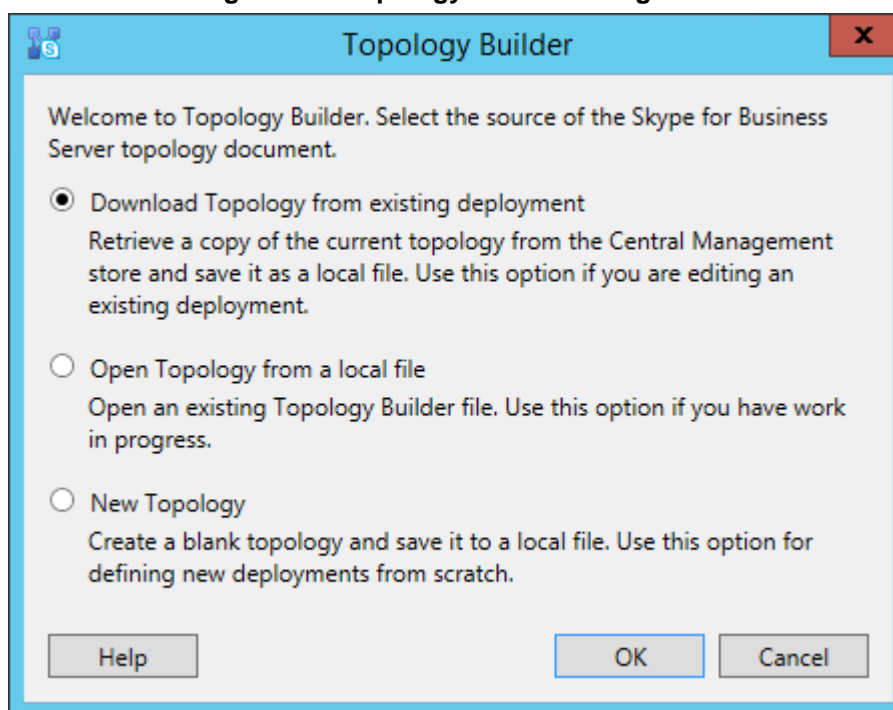 Topology Builder
x
Welcome to Topology Builder. Select the source of the Skype for Business
Server topology document.
Download Topology from existing deployment
Retrieve a copy of the current topology from the Central Management
store and save it as a local file. Use this option if you are editing an
existing deployment.
Open Topology from a local file
Open an existing Topology Builder file. Use this option if you have work
in progress.
New Topology
Create a blank topology and save it to a local file. Use this option for
defining new deployments from scratch.
Help OK Cancel